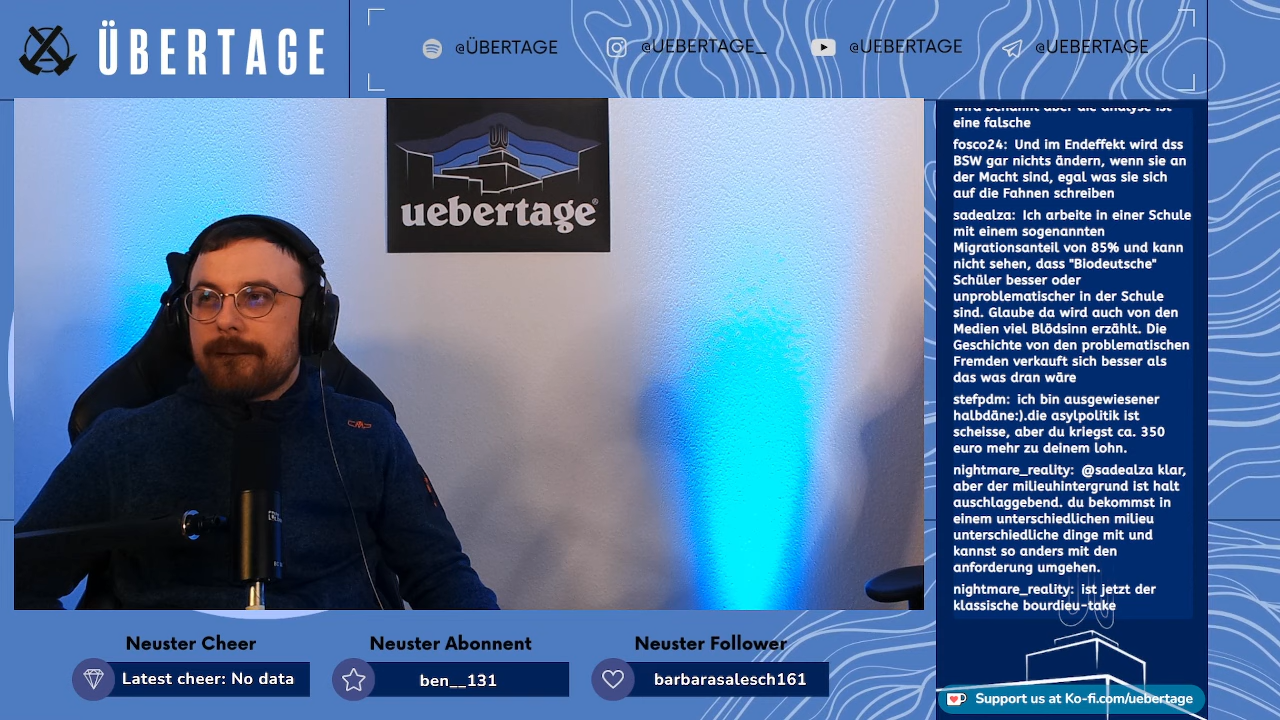 ÜBERTAGE
@ÜBERTAGE
@UEBERTAGE_
@UEBERTAGE
@UEBERTAGE
uebertage®
wird benannt aber die analyse ist
eine falsche
fosco24: Und im Endeffekt wird dss
BSW gar nichts ändern, wenn sie an
der Macht sind, egal was sie sich
auf die Fahnen schreiben
sadealza: Ich arbeite in einer Schule
mit einem sogenannten
Migrationsanteil von 85% und kann
nicht sehen, dass "Biodeutsche"
Schüler besser oder
unproblematischer in der Schule
sind. Glaube da wird auch von den
Medien viel Blödsinn erzählt. Die
Geschichte von den problematischen
Fremden verkauft sich besser als
das was dran wäre
stefpdm: ich bin ausgewiesener
halbdäne:).die asylpolitik ist
scheisse, aber du kriegst ca. 350
euro mehr zu deinem lohn.
nightmare_reality: @sadealza klar,
aber der milieuhintergrund ist halt
auschlaggebend. du bekommst in
einem unterschiedlichen milieu
unterschiedliche dinge mit und
kannst so anders mit den
anforderung umgehen.
nightmare_reality: ist jetzt der
klassische bourdieu-take
Neuster Cheer
Latest cheer: No data
Neuster Abonnent
ben__131
Neuster Follower
barbarasalesch161
Support us at Ko-fi.com/uebertage